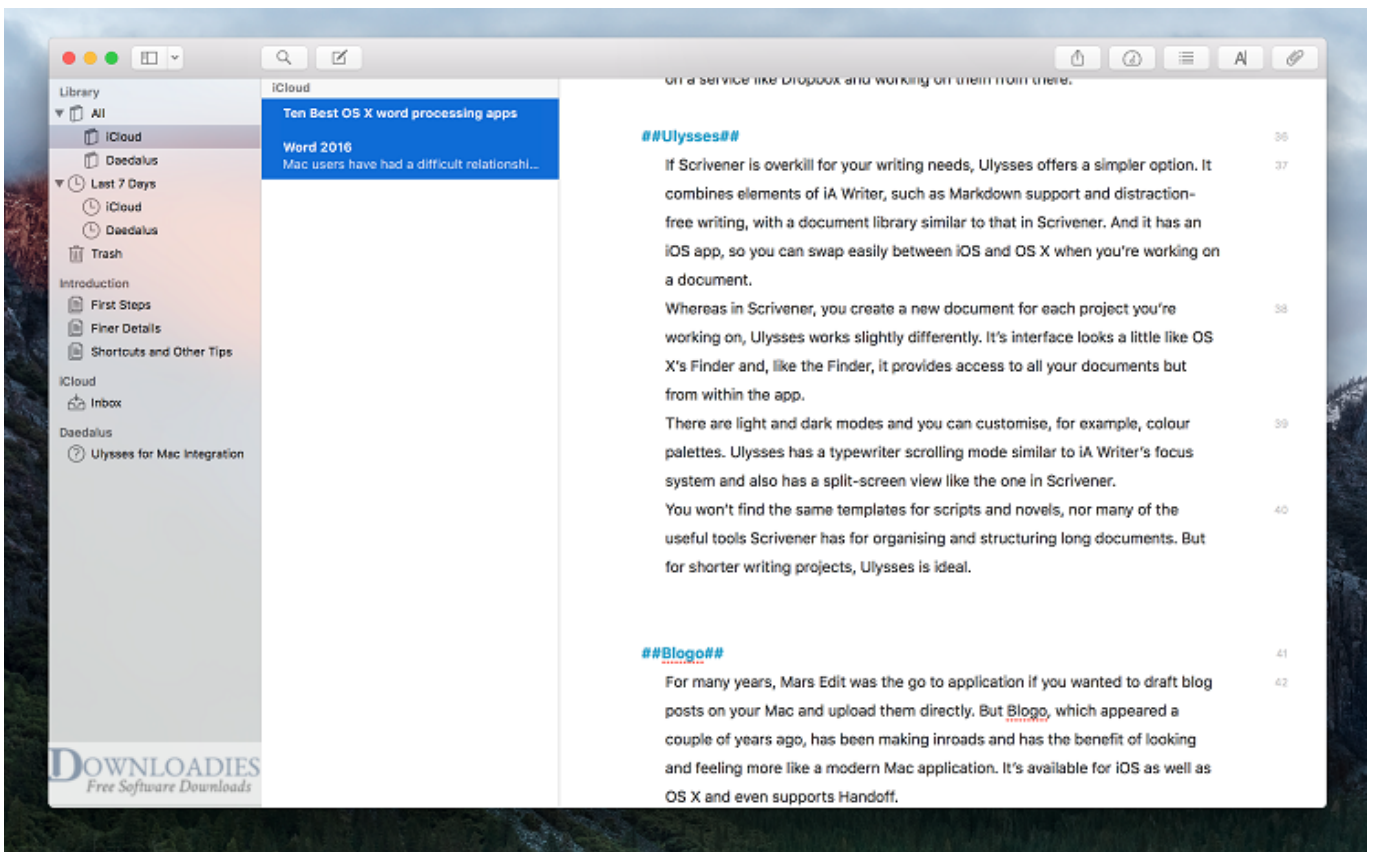 Library
All
iCloud
Daedalus
Last 7 Days
iCloud
Daedalus
Trash
Introduction
First Steps
Finer Details
Shortcuts and Other Tips
iCloud
Inbox
Daedalus
Ulysses for Mac Integration
DOWNLOADIES
Free Software Downloads
iCloud
Ten Best OS X word processing apps
Word 2016
Mac users have had a difficult relationshi...
A
on a service like Dropbox and working on them from there.
##Ulysses## 36
If Scrivener is overkill for your writing needs, Ulysses offers a simpler option. It 37
combines elements of iA Writer, such as Markdown support and distraction-
free writing, with a document library similar to that in Scrivener. And it has an
iOS app, so you can swap easily between iOS and OS X when you're working on
a document.
Whereas in Scrivener, you create a new document for each project you're 38
working on, Ulysses works slightly differently. It's interface looks a little like OS
X's Finder and, like the Finder, it provides access to all your documents but
from within the app.
There are light and dark modes and you can customise, for example, colour 39
palettes. Ulysses has a typewriter scrolling mode similar to iA Writer's focus
system and also has a split-screen view like the one in Scrivener.
You won't find the same templates for scripts and novels, nor many of the 40
useful tools Scrivener has for organising and structuring long documents. But
for shorter writing projects, Ulysses is ideal.
##Blogo## 41
For many years, Mars Edit was the go to application if you wanted to draft blog 42
posts on your Mac and upload them directly. But Blogo, which appeared a
couple of years ago, has been making inroads and has the benefit of looking
and feeling more like a modern Mac application. It's available for iOS as well as
OS X and even supports Handoff.